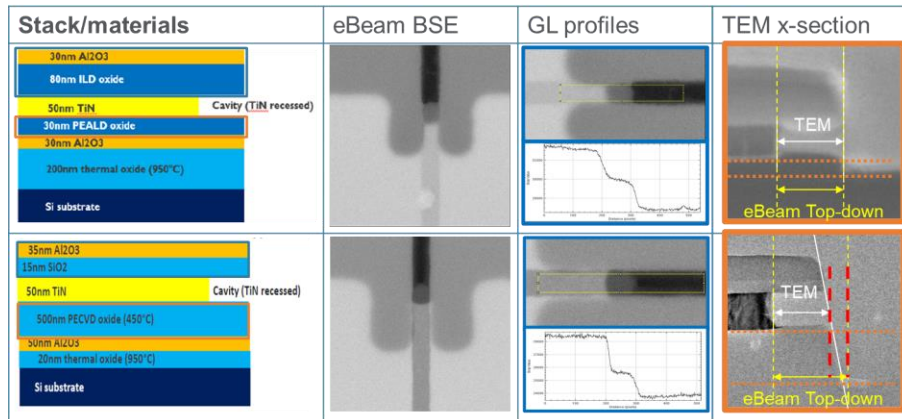 Stack/materials
eBeam BSE
GL profiles
TEM x-section
30nm Al2O3
80nm ILD oxide
50nm TiN
Cavity (TiN recessed)
30nm PEALD oxide
30nm Al2O3
200nm thermal oxide (950°C)
Si substrate
TEM
eBeam Top-down
35nm Al2O3
15nm SiO2
50nm TiN
Cavity (TiN recessed)
500nm PECVD oxide (450°C)
50nm Al2O3
20nm thermal oxide (950°C)
Si substrate
TEM
eBeam Top-down